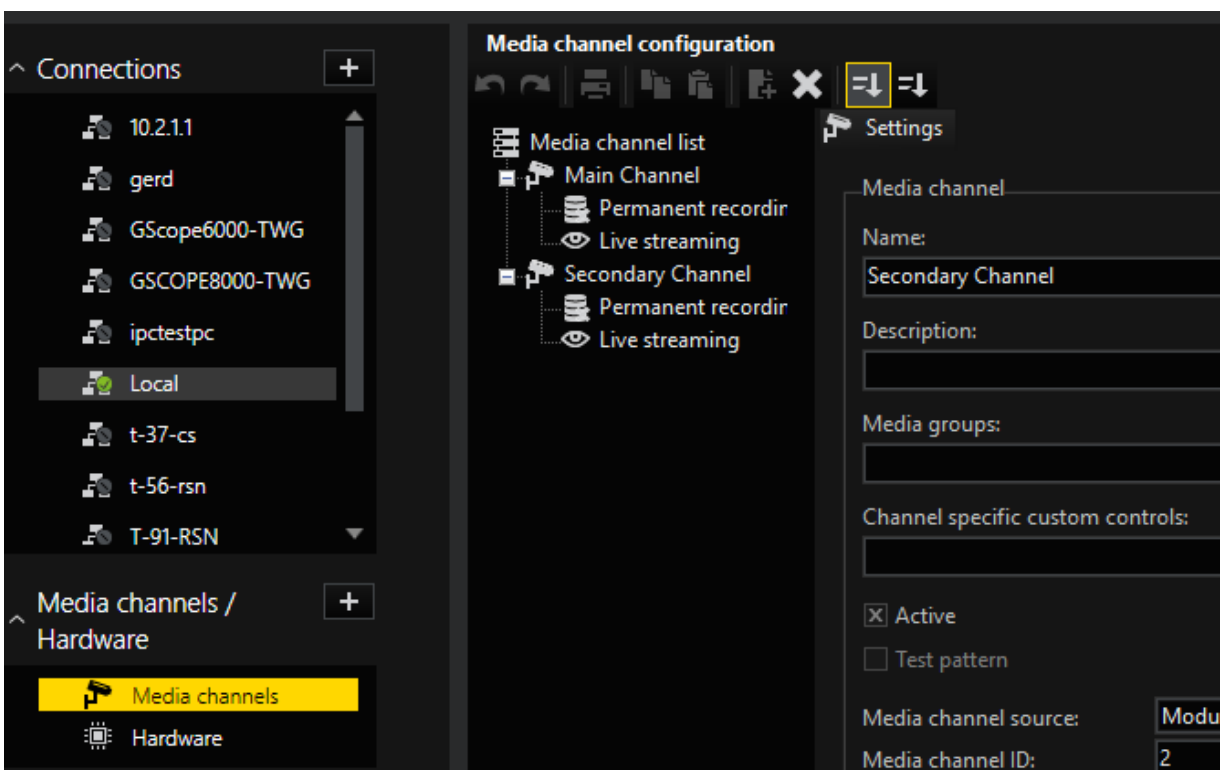 Connections
+
10.2.1.1
gerd
GScope6000-TWG
GSCOPE8000-TWG
ipctestpc
Local
t-37-cs
t-56-rsn
T-91-RSN
Media channels /
Hardware
+
Media channels
Hardware
Media channel configuration
Media channel list
Main Channel
Permanent recordin
Live streaming
Secondary Channel
Permanent recordin
Live streaming
Settings
Media channel
Name:
Secondary Channel
Description:
Media groups:
Channel specific custom controls:
Active
Test pattern
Media channel source:
Modu
Media channel ID:
2